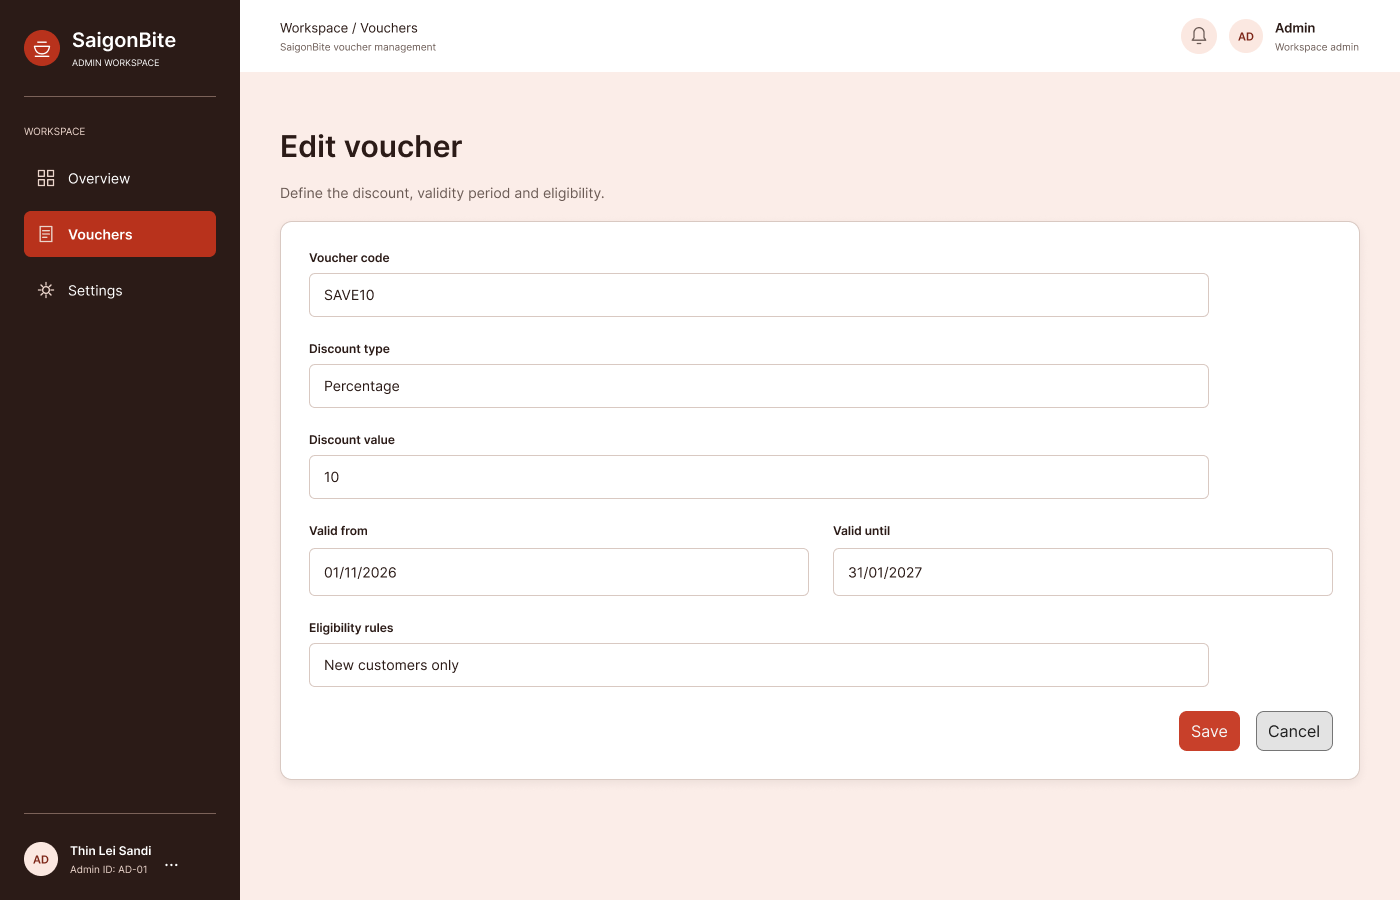 SaigonBite
ADMIN WORKSPACE
WORKSPACE
Overview
Vouchers
Settings
AD
Thin Lei Sandi
Admin ID: AD-01
...
Workspace / Vouchers
SaigonBite voucher management
AD
Admin
Workspace admin
Edit voucher
Define the discount, validity period and eligibility.
Voucher code
SAVE10
Discount type
Percentage
Discount value
10
Valid from
01/11/2026
Valid until
31/01/2027
Eligibility rules
New customers only
Save
Cancel